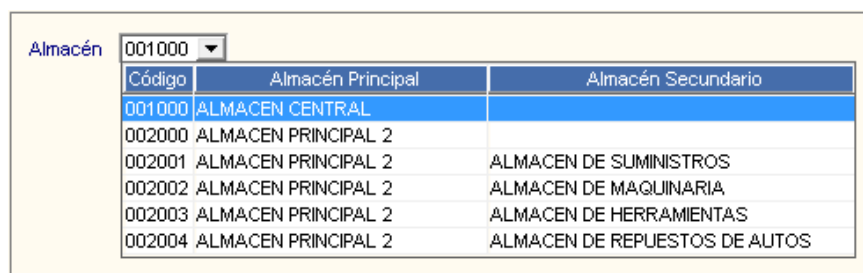 Almacén 001000
Código Almacén Principal Almacén Secundario
001000 ALMACEN CENTRAL
002000 ALMACEN PRINCIPAL 2
002001 ALMACEN PRINCIPAL 2 ALMACEN DE SUMINISTROS
002002 ALMACEN PRINCIPAL 2 ALMACEN DE MAQUINARIA
002003 ALMACEN PRINCIPAL 2 ALMACEN DE HERRAMIENTAS
002004 ALMACEN PRINCIPAL 2 ALMACEN DE REPUESTOS DE AUTOS